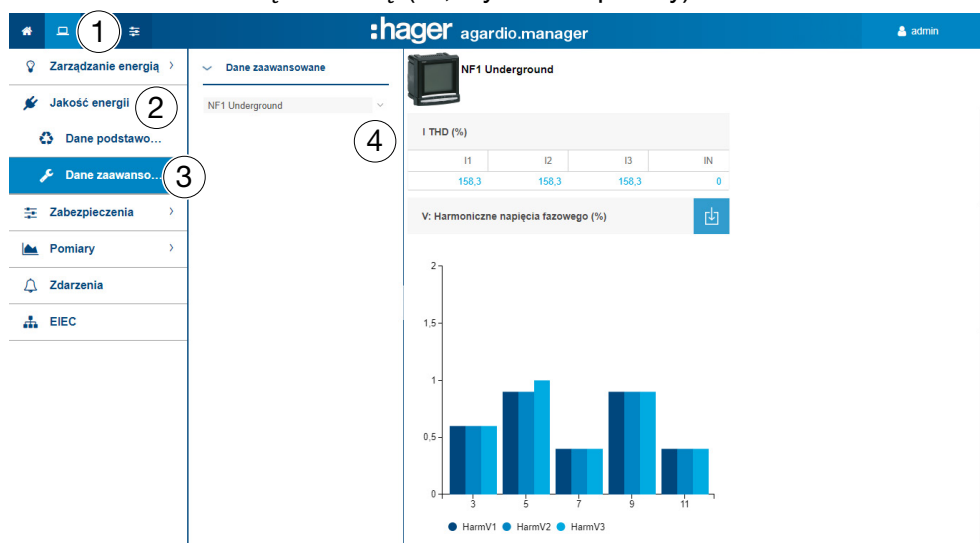 1
:hager agardio.manager
admin
Zarządzanie energią
Jakość energii
2
Dane podstawo...
Dane zaawanso...
3
Zabezpieczenia
Pomiary
Zdarzenia
EIEC
Dane zaawansowane
NF1 Underground
4
NF1 Underground
I THD (%)
I1 I2 I3 IN
158,3 158,3 158,3 0
V: Harmoniczne napięcia fazowego (%)
2
1,5
1
0,5
0
3 5 7 9 11
HarmV1 HarmV2 HarmV3